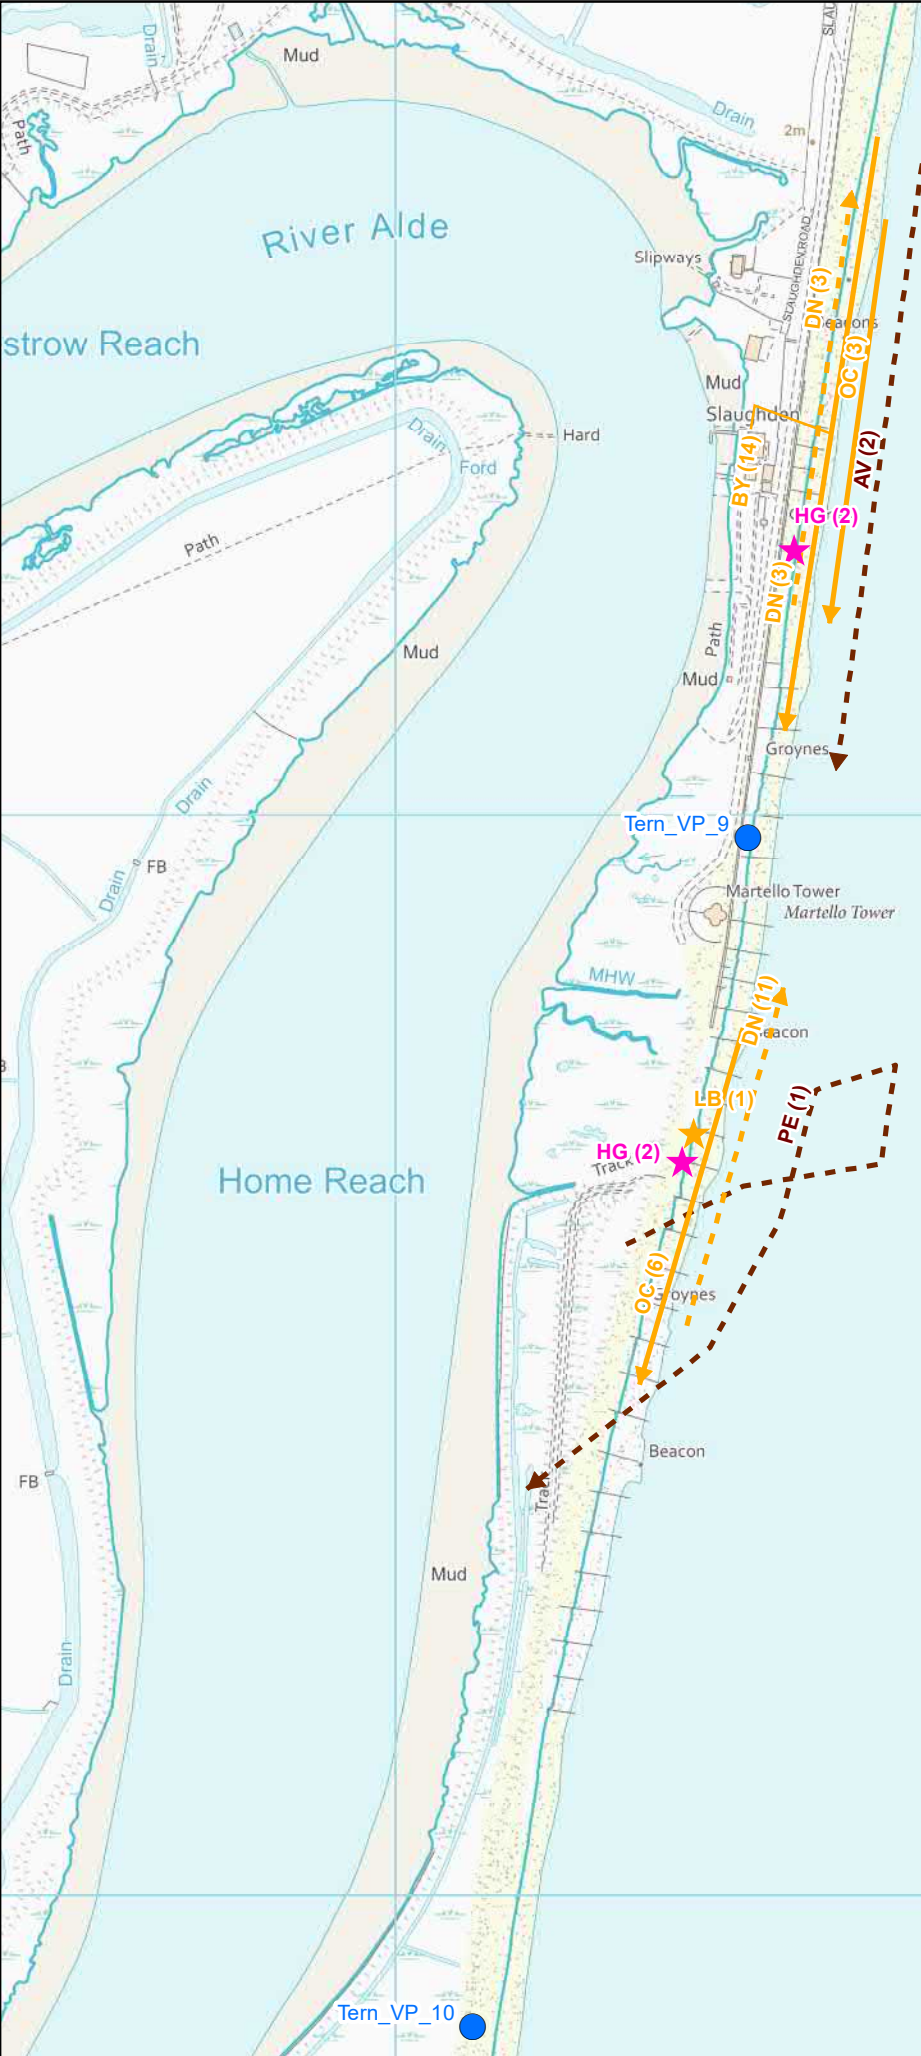 Drain
Mud
SLAU
Path
Drain
2m
River Alde
Slipways
SLAUGHDEN ROAD
DN (3)
Beacons
strow Reach
OC (3)
Mud
Slaughden
Drain
Hard
Ford
BY (14)
AV (2)
HG (2)
Path
DN (3)
Path
Mud
Mud
Groynes
Drain
Tern_VP_9
FB
Drain
Martello Tower
Martello Tower
MHW
DN (11)
Beacon
B
LB (1)
PE (1)
HG (2)
Track
Home Reach
OC (6)
Groynes
Beacon
FB
Track
Mud
Drain
Tern_VP_10